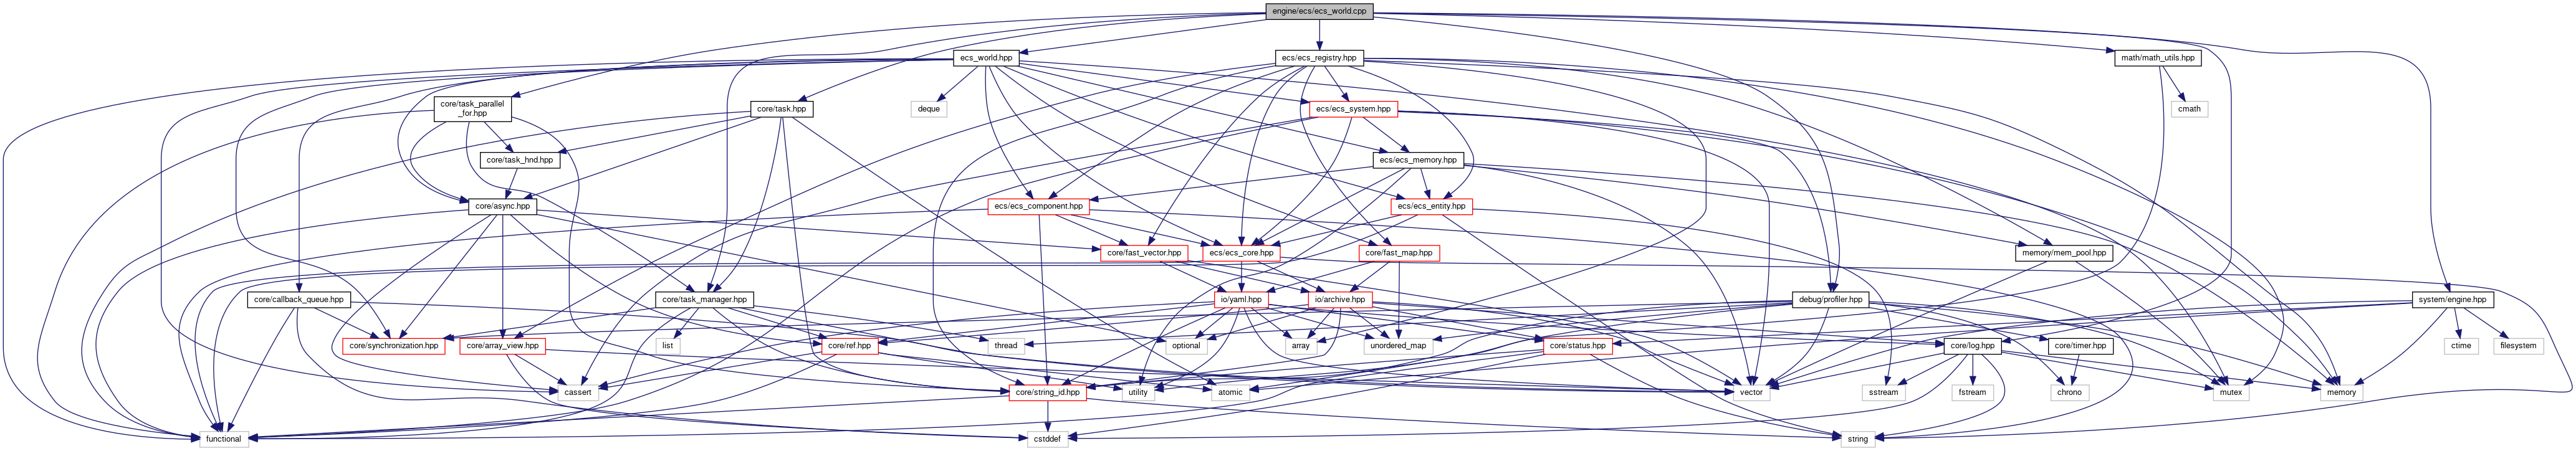 engine/ecs/ecs_world.cpp
ecs_world.hpp
ecs/ecs_registry.hpp
math/math_utils.hpp
core/task_parallel
_for.hpp
core/task.hpp
deque
ecs/ecs_system.hpp
cmath
core/task_hnd.hpp
ecs/ecs_memory.hpp
core/async.hpp
ecs/ecs_component.hpp
ecs/ecs_entity.hpp
core/fast_vector.hpp
ecs/ecs_core.hpp
core/fast_map.hpp
memory/mem_pool.hpp
core/callback_queue.hpp
core/task_manager.hpp
io/yaml.hpp
io/archive.hpp
debug/profiler.hpp
system/engine.hpp
core/synchronization.hpp
core/array_view.hpp
list
core/ref.hpp
thread
optional
array
unordered_map
core/status.hpp
core/log.hpp
core/timer.hpp
ctime
filesystem
cassert
core/string_id.hpp
utility
atomic
vector
sstream
fstream
chrono
mutex
memory
functional
cstddef
string